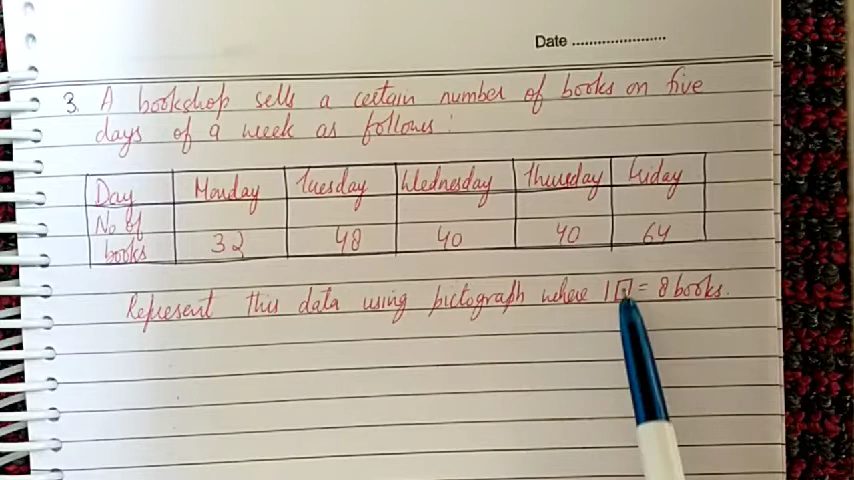 Date ......................
3. A bookshop sells a certain number of books on five
days of a week as follows:
Day Monday Tuesday Wednesday Thursday Friday
No of
books 32 48 40 40 64
Represent this data using pictograph where 1 = 8 books.